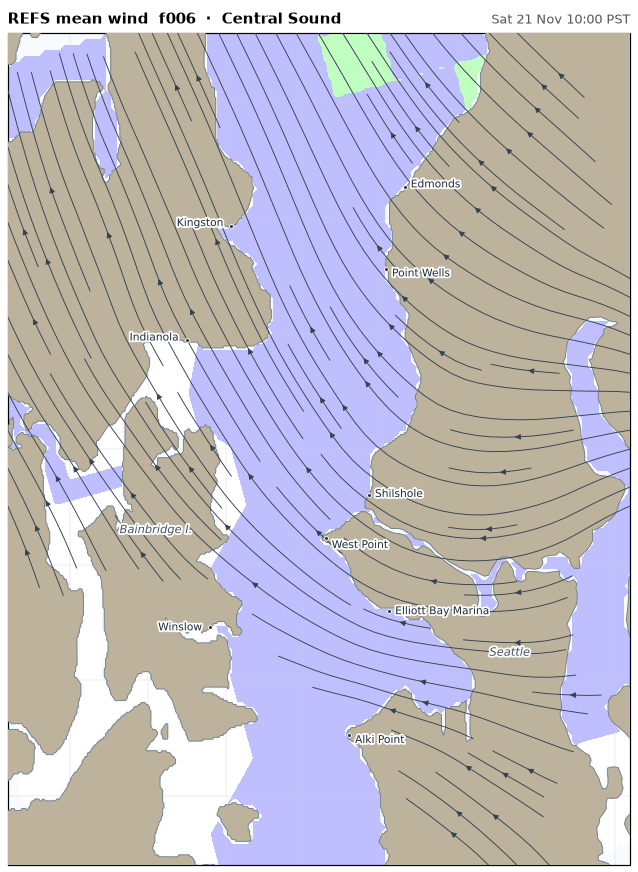 REFS mean wind f006 · Central Sound
Sat 21 Nov 10:00 PST
Edmonds
Kingston
Point Wells
Indianola
Shilshole
Bainbridge I.
West Point
Elliott Bay Marina
Winslow
Seattle
Alki Point